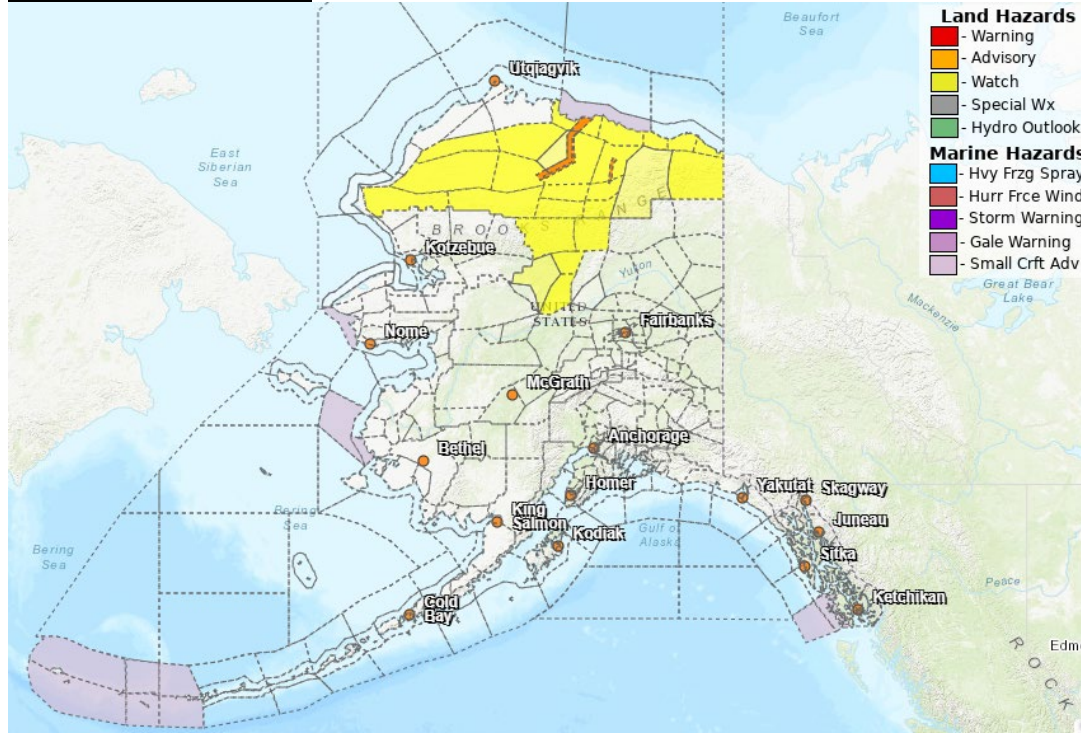 Beaufort
Sea
Land Hazards
- Warning
- Advisory
- Watch
- Special Wx
- Hydro Outlook
Marine Hazards
- Hvy Frzg Spray
- Hurr Frce Wind
- Storm Warning
- Gale Warning
- Small Crft Adv
Utqiagvik
East
Siberian
Sea
BROOKS RANGE
Kotzebue
Yukon
Great Bear
Lake
Mackenzie
UNITED
STATES
Fairbanks
Nome
McGrath
Anchorage
Bethel
Homer
Yakutat
Skagway
King
Salmon
Kodiak
Juneau
Bering
Sea
Gulf of
Alaska
Sitka
Bering
Sea
Peace
Cold
Bay
Ketchikan
Edm
ROCK